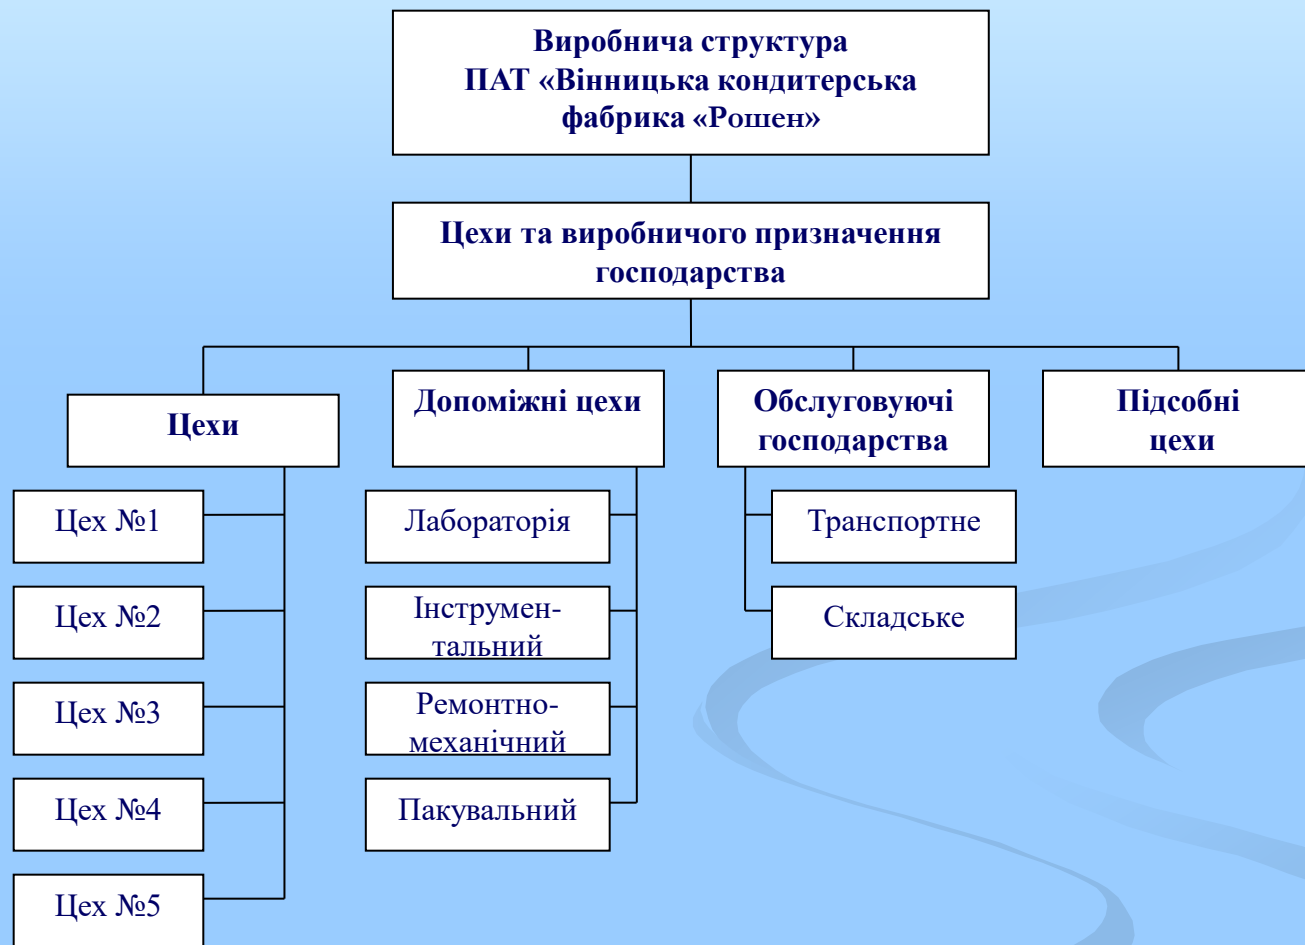 Виробнича структура
ПАТ «Вінницька кондитерська
фабрика «Рошен»
Цехи та виробничого призначення
господарства
Цехи
Допоміжні цехи
Обслуговуючі
господарства
Підсобні
цехи
Цех №1
Цех №2
Цех №3
Цех №4
Цех №5
Лабораторія
Інструмен-
тальний
Ремонтно-
механічний
Пакувальний
Транспортне
Складське